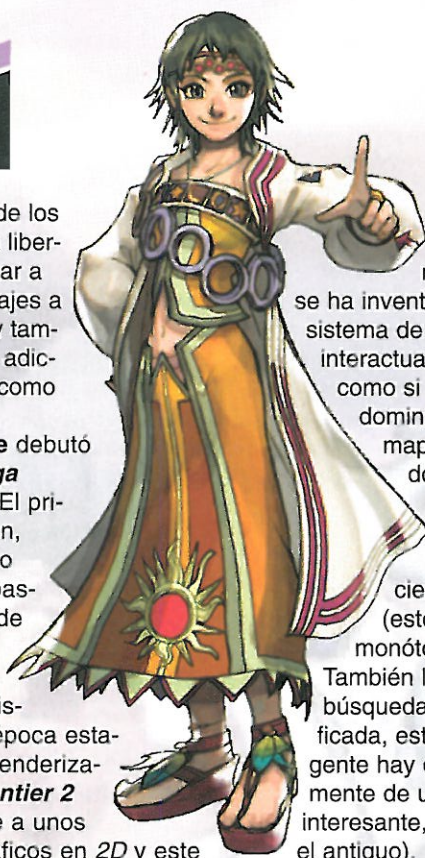 de los
liber-
ar a
ajes a
tam-
adic-
como
e debutó
ga
El pri-
n,
o
pas-
de
is-
época esta-
enderiza-
ntier 2
e a unos
áficos en 2D y este
se ha invent
sistema de
interactua
como si
domin
map
do
cie
(est
monóto
También l
búsqueda
ficada, est
gente hay
mente de u
interesante,
el antiguo).